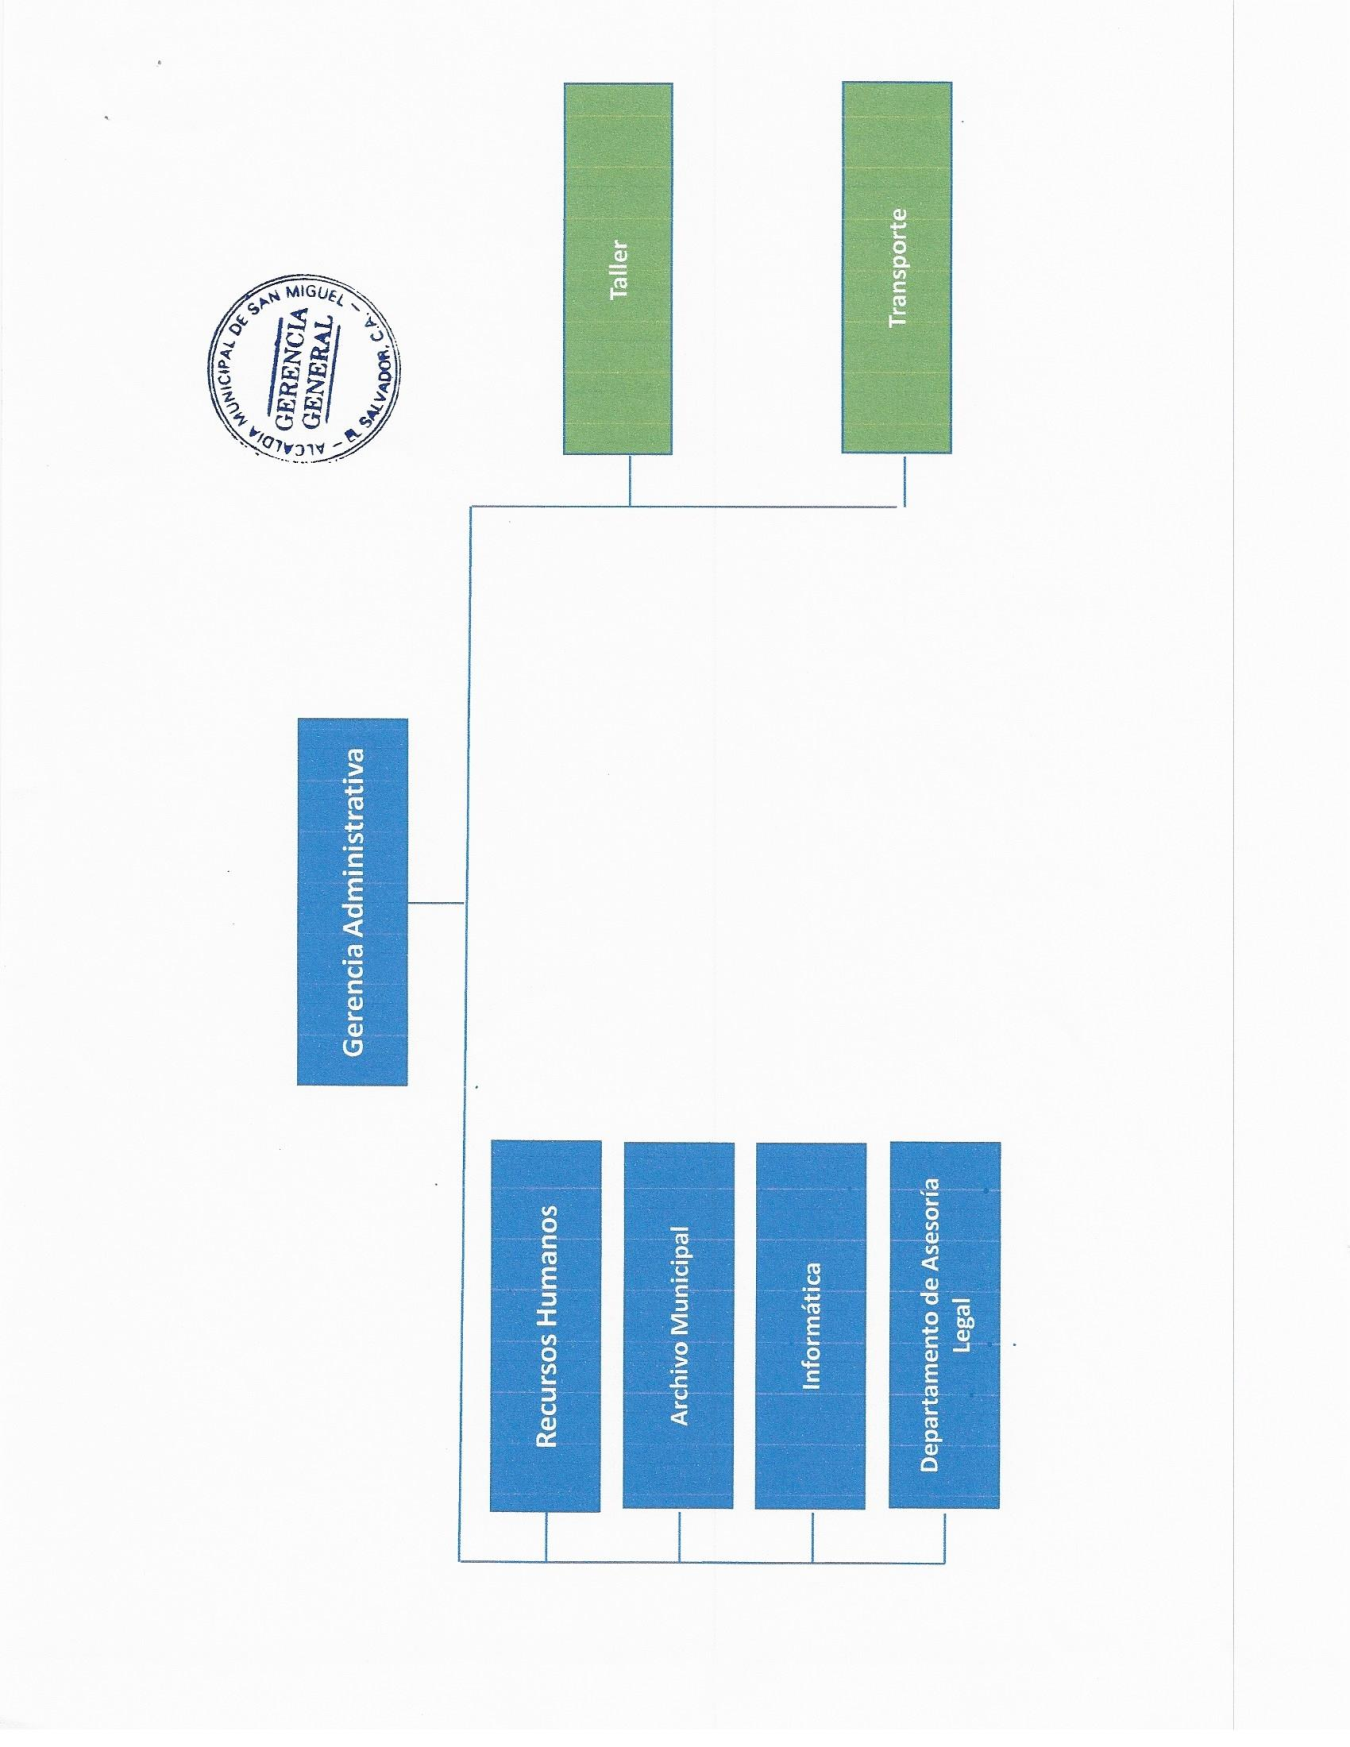 ALCALDIA MUNICIPAL DE SAN MIGUEL –
GERENCIA
GENERAL
– EL SALVADOR, C.A. –
Gerencia Administrativa
Recursos Humanos
Archivo Municipal
Informática
Departamento de Asesoría
Legal
Taller
Transporte